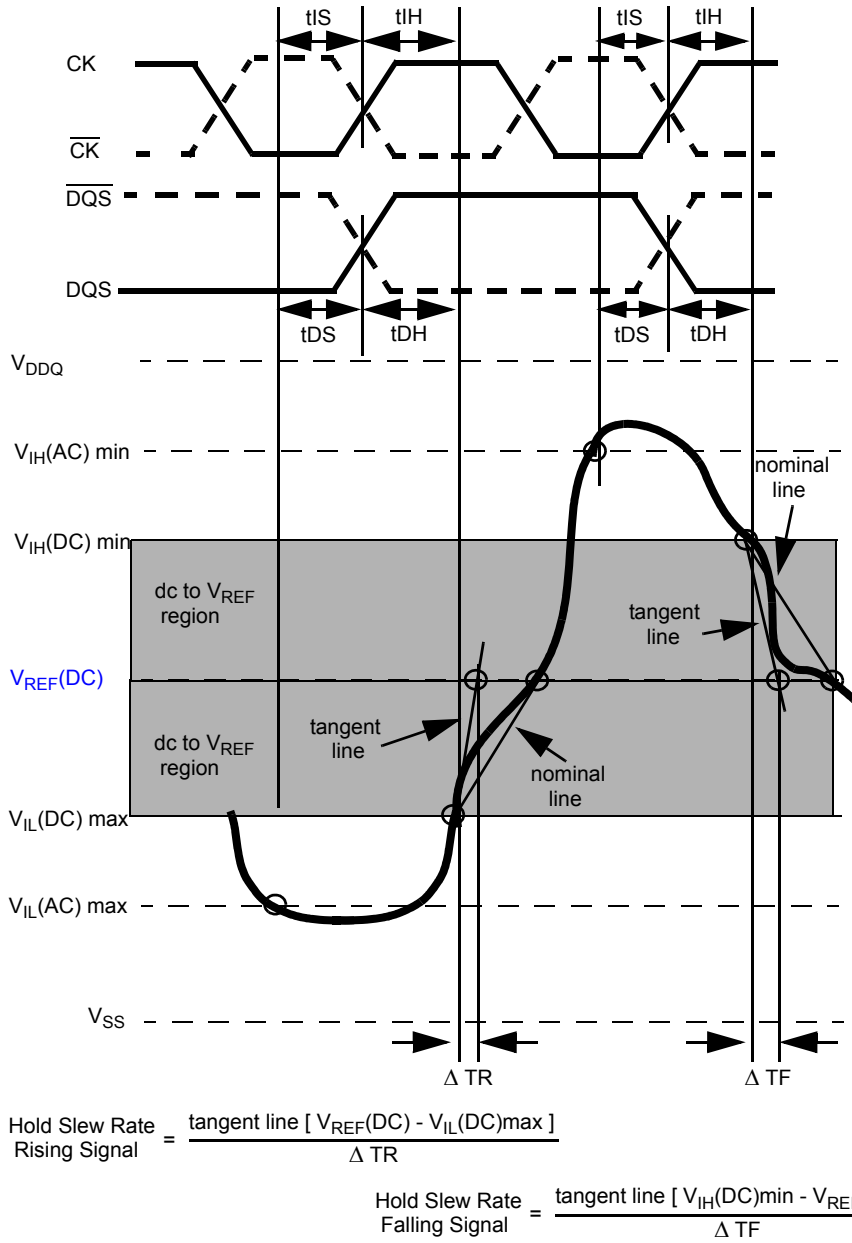 tIS tIH tIS tIH
CK
CK
DQS
DQS
tDS tDH tDS tDH
VDDQ
VIH(AC) min
nominal
line
VIH(DC) min
dc to VREF
region
tangent
line
VREF(DC)
tangent
line
dc to VREF
region
nominal
line
VIL(DC) max
VIL(AC) max
VSS
Δ TR Δ TF
Hold Slew Rate
Rising Signal
=
tangent line [ VREF(DC) - VIL(DC)max ]
Δ TR
Hold Slew Rate
Falling Signal
=
tangent line [ VIH(DC)min - VREF
Δ TF